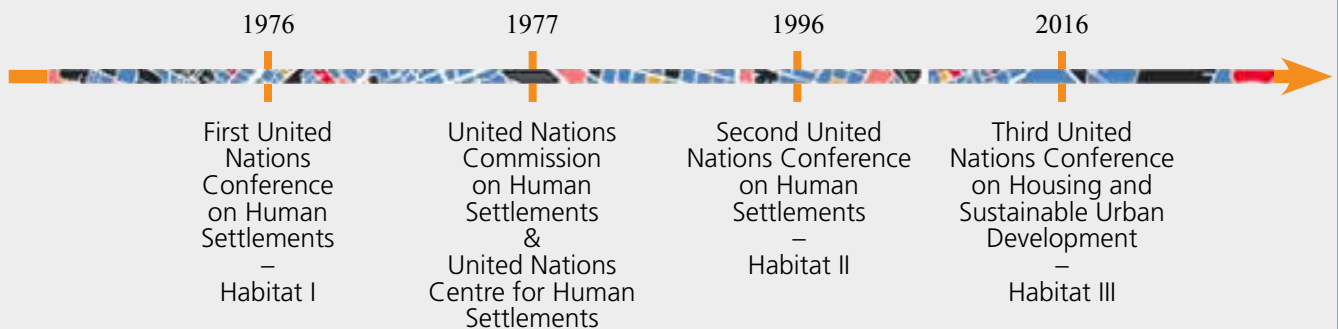 1976
First United
Nations
Conference
on Human
Settlements
–
Habitat I
1977
United Nations
Commission
on Human
Settlements
&
United Nations
Centre for Human
Settlements
1996
Second United
Nations Conference
on Human
Settlements
–
Habitat II
2016
Third United
Nations Conference
on Housing and
Sustainable Urban
Development
–
Habitat III